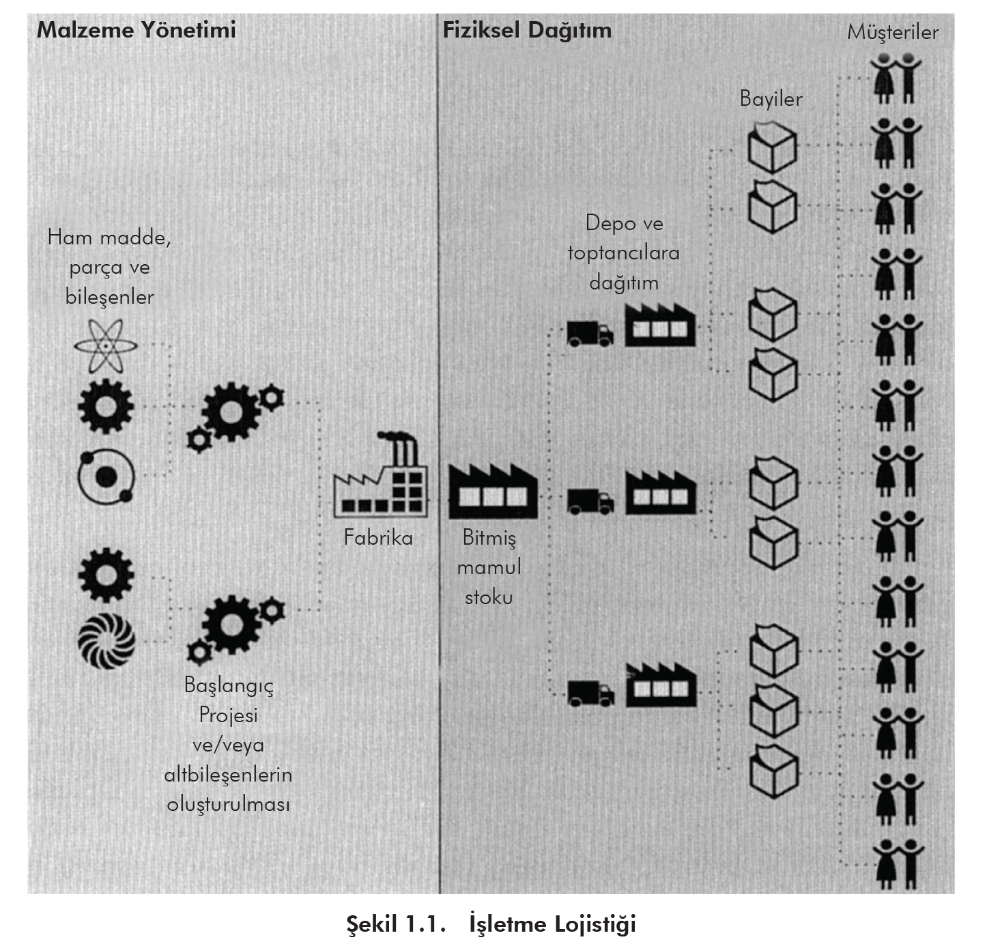 Malzeme Yönetimi
Fiziksel Dağıtım
Müşteriler
Bayiler
Depo ve
toptancılara
dağıtım
Ham madde,
parça ve
bileşenler
Fabrika
Bitmiş
mamul
stoku
Başlangıç
Projesi
ve/veya
altbileşenlerin
oluşturulması
Şekil 1.1. İşletme Lojistiği